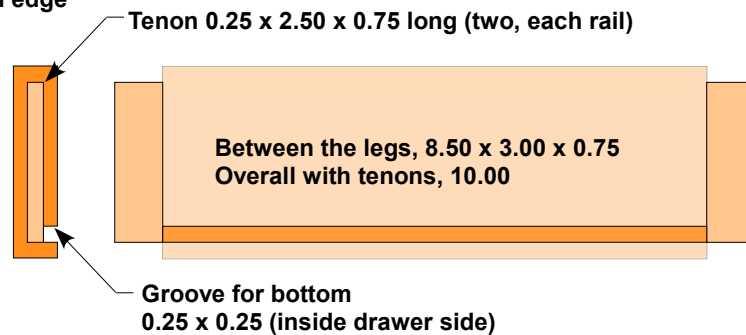 edge
Tenon 0.25 x 2.50 x 0.75 long (two, each rail)
Between the legs, 8.50 x 3.00 x 0.75
Overall with tenons, 10.00
Groove for bottom
0.25 x 0.25 (inside drawer side)